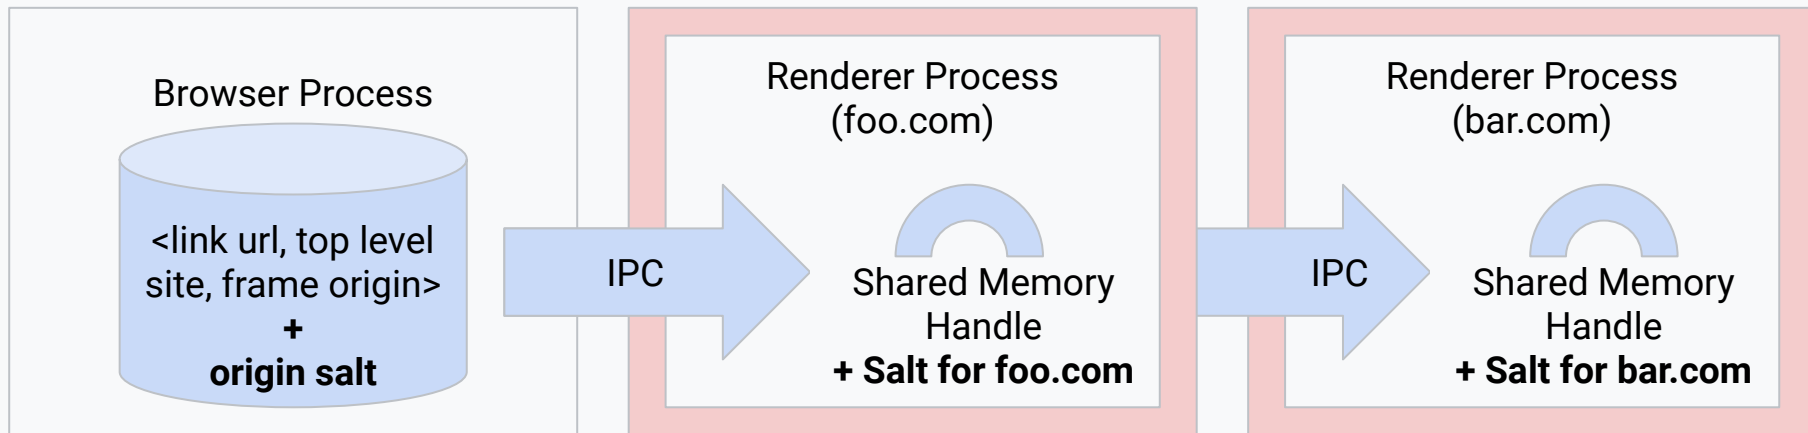 Browser Process
<link url, top level
site, frame origin>
+
origin salt
IPC
Renderer Process
(foo.com)
Shared Memory
Handle
+ Salt for foo.com
IPC
Renderer Process
(bar.com)
Shared Memory
Handle
+ Salt for bar.com